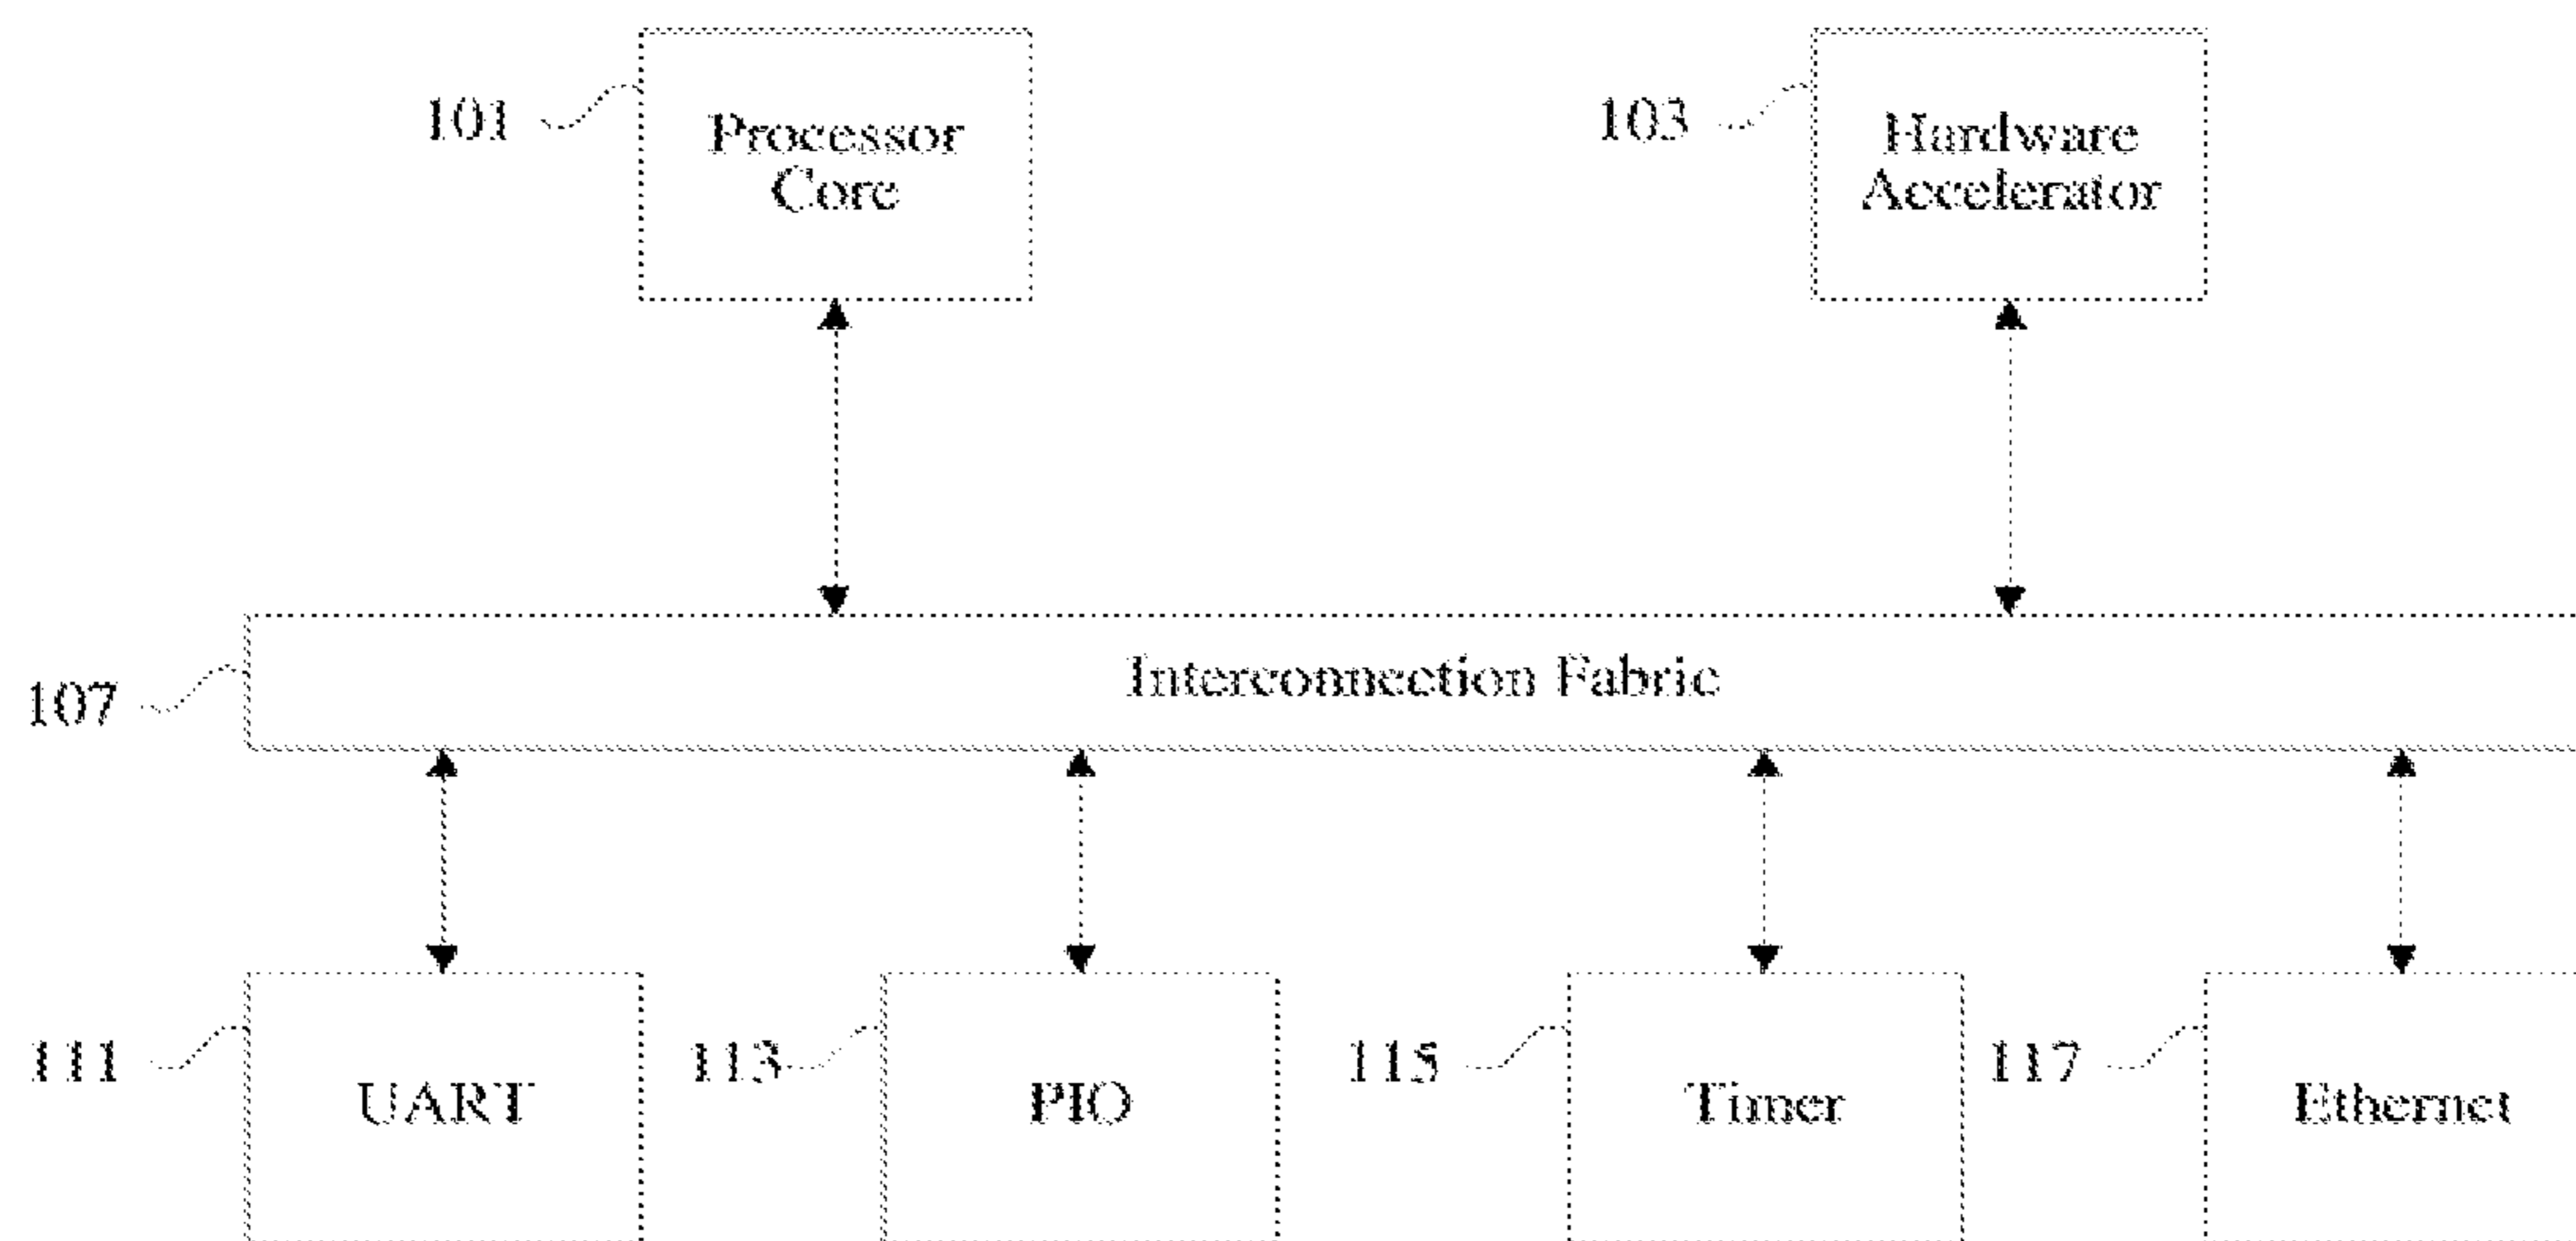 101
Processor
Core
103
Hardware
Accelerator
107
Interconnection Fabric
111
UART
113
PIO
115
Timer
117
Ethernet